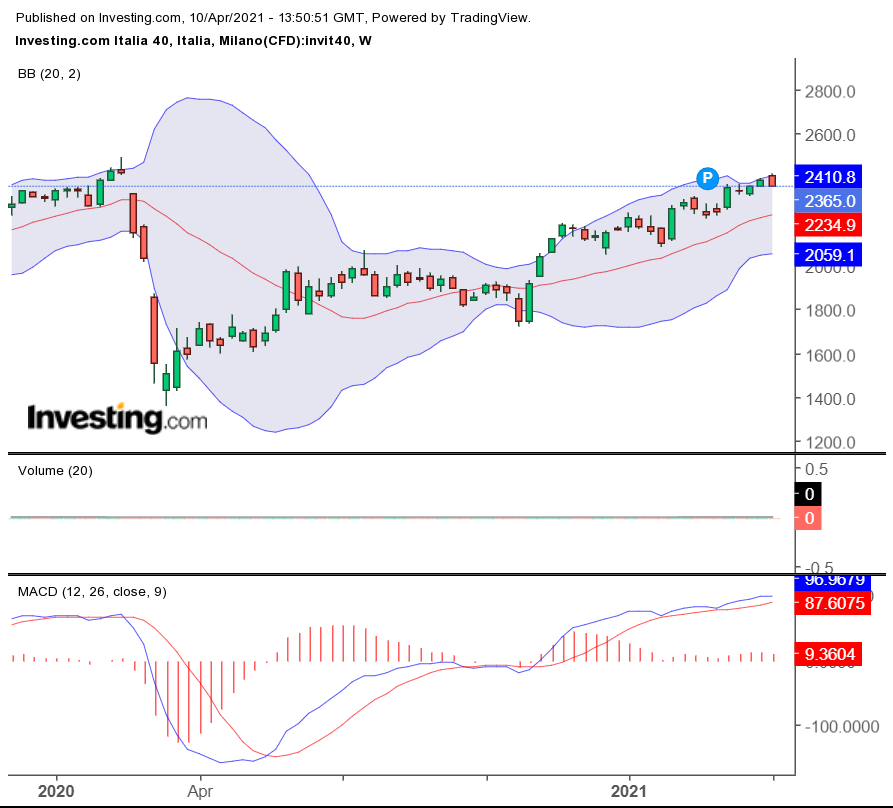 Published on Investing.com, 10/Apr/2021 - 13:50:51 GMT, Powered by TradingView.
Investing.com Italia 40, Italia, Milano(CFD):invit40, W
BB (20, 2)
2800.0
2600.0
2410.8
P
2365.0
2234.9
2059.1
2000.0
1800.0
1600.0
1400.0
Investing.com
1200.0
Volume (20)
0.5
0
0
-0.5
MACD (12, 26, close, 9)
96.9679
87.6075
9.3604
-100.0000
2020 Apr 2021